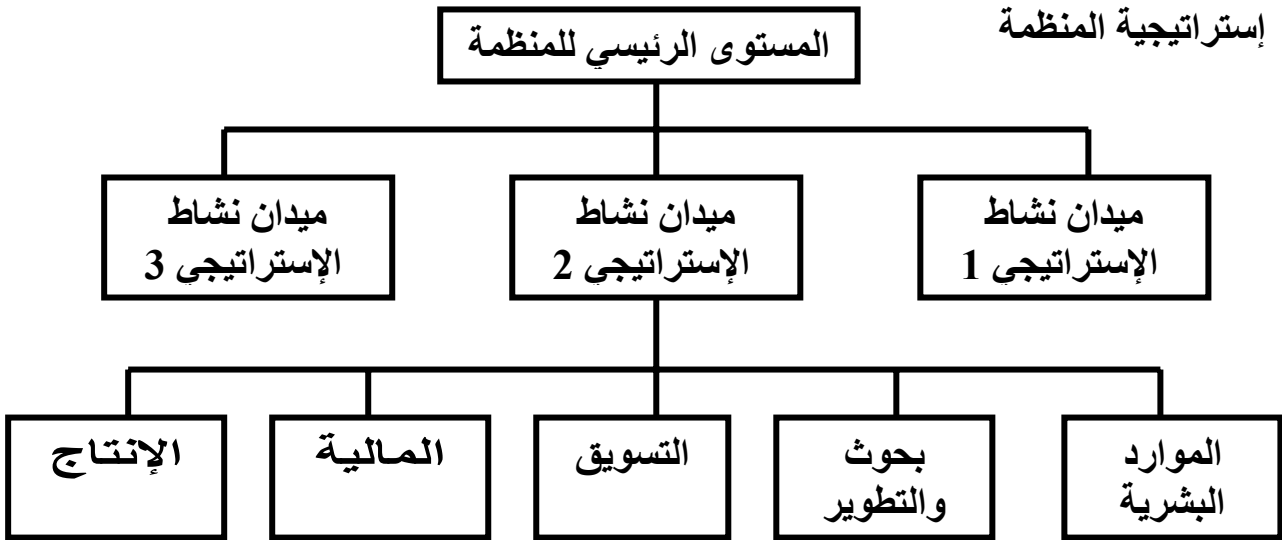 إستراتيجية المنظمة
المستوى الرئيسي للمنظمة
ميدان نشاط
الإستراتيجي 1
ميدان نشاط
الإستراتيجي 2
ميدان نشاط
الإستراتيجي 3
الموارد
البشرية
بحوث
والتطوير
التسويق
المالية
الإنتاج